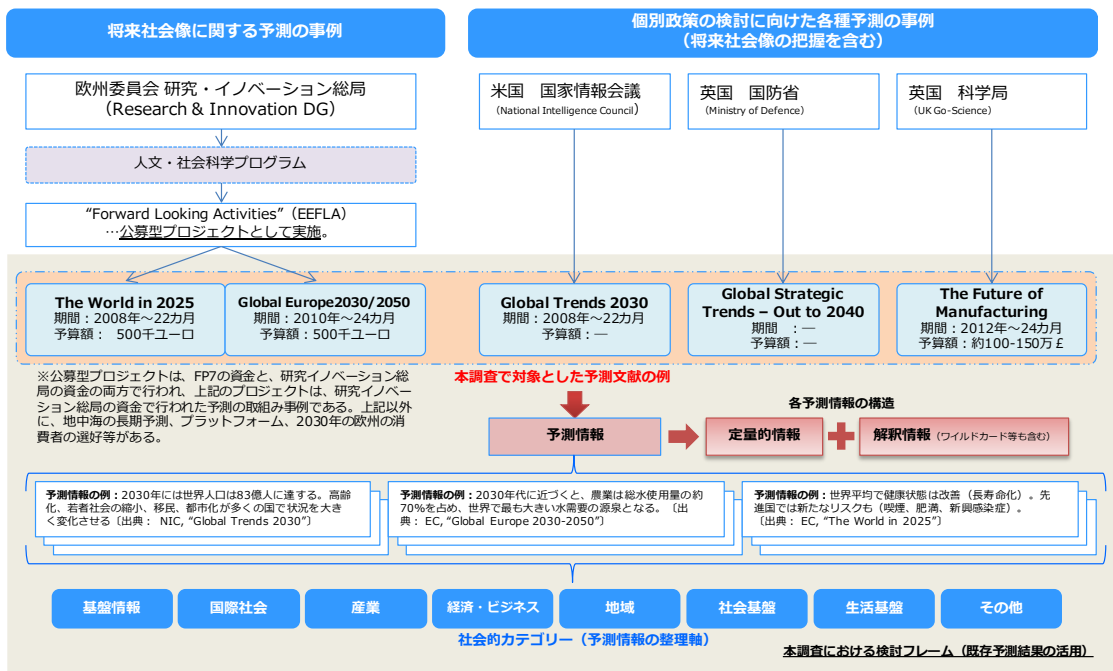 将来社会像に関する予測の事例
個別政策の検討に向けた各種予測の事例
（将来社会像の把握を含む）
欧州委員会 研究・イノベーション総局
（Research & Innovation DG）
人文・社会科学プログラム
“Forward Looking Activities”（EEFLA）
…公募型プロジェクトとして実施。
米国　国家情報会議
（National Intelligence Council）
英国　国防省
（Ministry of Defence）
英国　科学局
（UK Go-Science）
The World in 2025
期間：2008年～22カ月
予算額：　500千ユーロ
Global Europe2030/2050
期間：2010年～24カ月
予算額：500千ユーロ
Global Trends 2030
期間：2008年～22カ月
予算額：―
Global Strategic
Trends – Out to 2040
期間　：―
予算額：―
The Future of
Manufacturing
期間：2012年～24カ月
予算額：約100-150万￡
※公募型プロジェクトは、FP7の資金と、研究イノベーション総
局の資金の両方で行われ、上記のプロジェクトは、研究イノベー
ション総局の資金で行われた予測の取組み事例である。上記以外
に、地中海の長期予測、プラットフォーム、2030年の欧州の消
費者の選好等がある。
本調査で対象とした予測文献の例
各予測情報の構造
予測情報
定量的情報
解釈情報（ワイルドカード等も含む）
予測情報の例：2030年には世界人口は83億人に達する。高齢
化、若者社会の縮小、移民、都市化が多くの国で状況を大き
く変化させる〔出典： NIC, “Global Trends 2030”〕
予測情報の例：2030年代に近づくと、農業は総水使用量の約
70%を占め、世界で最も大きい水需要の源泉となる。〔出
典： EC, “Global Europe 2030-2050”〕
予測情報の例：世界平均で健康状態は改善（長寿命化）。先
進国では新たなリスクも（喫煙、肥満、新興感染症）。
〔出典： EC, “The World in 2025”〕
基盤情報
国際社会
産業
経済・ビジネス
地域
社会基盤
生活基盤
その他
社会的カテゴリー（予測情報の整理軸）
本調査における検討フレーム（既存予測結果の活用）